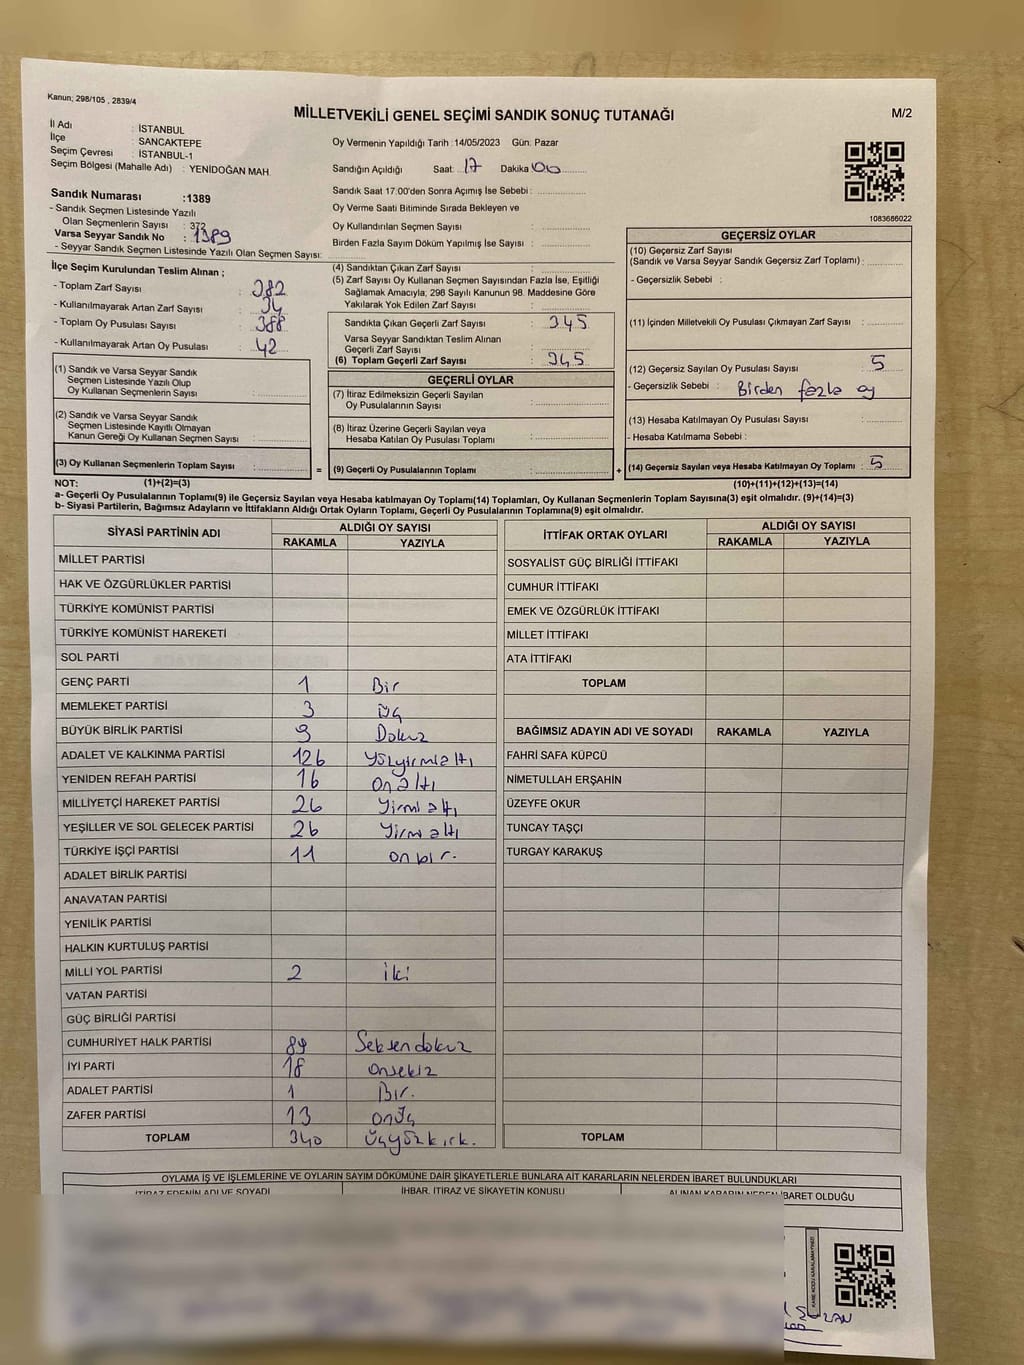 Kanun; 298/105 , 2839/4
MİLLETVEKİLİ GENEL SEÇİMİ SANDIK SONUÇ TUTANAĞI
M/2
İl Adı : İSTANBUL
İlçe : SANCAKTEPE
Seçim Çevresi : İSTANBUL-1
Seçim Bölgesi (Mahalle Adı) : YENİDOĞAN MAH.
Oy Vermenin Yapıldığı Tarih :14/05/2023 Gün: Pazar
Sandığın Açıldığı Saat: 17 Dakika 00
Sandık Saat 17:00'den Sonra Açımış İse Sebebi :
Oy Verme Saati Bitiminde Sırada Bekleyen ve
Oy Kullandırılan Seçmen Sayısı :
Birden Fazla Sayım Döküm Yapılmış İse Sayısı :
1083686022
Sandık Numarası :1389
- Sandık Seçmen Listesinde Yazılı
Olan Seçmenlerin Sayısı : 372
Varsa Seyyar Sandık No : 1389
- Seyyar Sandık Seçmen Listesinde Yazılı Olan Seçmen Sayısı:
İlçe Seçim Kurulundan Teslim Alınan ;
- Toplam Zarf Sayısı : 382
- Kullanılmayarak Artan Zarf Sayısı : 34
- Toplam Oy Pusulası Sayısı : 388
- Kullanılmayarak Artan Oy Pusulası : 42
(1) Sandık ve Varsa Seyyar Sandık
Seçmen Listesinde Yazılı Olup
Oy Kullanan Seçmenlerin Sayısı :
(2) Sandık ve Varsa Seyyar Sandık
Seçmen Listesinde Kayıtlı Olmayan
Kanun Gereği Oy Kullanan Seçmen Sayısı :
(3) Oy Kullanan Seçmenlerin Toplam Sayısı : =
(4) Sandıktan Çıkan Zarf Sayısı :
(5) Zarf Sayısı Oy Kullanan Seçmen Sayısından Fazla İse, Eşitliği
Sağlamak Amacıyla, 298 Sayılı Kanunun 98. Maddesine Göre
Yakılarak Yok Edilen Zarf Sayısı :
Sandıkta Çıkan Geçerli Zarf Sayısı : 345
Varsa Seyyar Sandıktan Teslim Alınan
Geçerli Zarf Sayısı :
(6) Toplam Geçerli Zarf Sayısı : 345
GEÇERLİ OYLAR
(7) İtiraz Edilmeksizin Geçerli Sayılan
Oy Pusulalarının Sayısı :
(8) İtiraz Üzerine Geçerli Sayılan veya
Hesaba Katılan Oy Pusulası Toplamı :
(9) Geçerli Oy Pusulalarının Toplamı : +
GEÇERSİZ OYLAR
(10) Geçersiz Zarf Sayısı
(Sandık ve Varsa Seyyar Sandık Geçersiz Zarf Toplamı) :
- Geçersizlik Sebebi :
(11) İçinden Milletvekili Oy Pusulası Çıkmayan Zarf Sayısı :
(12) Geçersiz Sayılan Oy Pusulası Sayısı : 5
- Geçersizlik Sebebi : Birden fazla oy
(13) Hesaba Katılmayan Oy Pusulası Sayısı :
- Hesaba Katılmama Sebebi :
(14) Geçersiz Sayılan veya Hesaba Katılmayan Oy Toplamı : 5
NOT: (1)+(2)=(3) (10)+(11)+(12)+(13)=(14)
a- Geçerli Oy Pusulalarının Toplamı(9) ile Geçersiz Sayılan veya Hesaba katılmayan Oy Toplamı(14) Toplamları, Oy Kullanan Seçmenlerin Toplam Sayısına(3) eşit olmalıdır. (9)+(14)=(3)
b- Siyasi Partilerin, Bağımsız Adayların ve İttifakların Aldığı Ortak Oyların Toplamı, Geçerli Oy Pusulalarının Toplamına(9) eşit olmalıdır.
SİYASİ PARTİNİN ADI ALDIĞI OY SAYISI
RAKAMLA YAZIYLA
MİLLET PARTİSİ
HAK VE ÖZGÜRLÜKLER PARTİSİ
TÜRKİYE KOMÜNİST PARTİSİ
TÜRKİYE KOMÜNİST HAREKETİ
SOL PARTİ
GENÇ PARTİ 1 Bir
MEMLEKET PARTİSİ 3 üç
BÜYÜK BİRLİK PARTİSİ 9 Dokuz
ADALET VE KALKINMA PARTİSİ 126 Yüzyirmialtı
YENİDEN REFAH PARTİSİ 16 Onaltı
MİLLİYETÇİ HAREKET PARTİSİ 26 Yirmi altı
YEŞİLLER VE SOL GELECEK PARTİSİ 26 Yirmi altı
TÜRKİYE İŞÇİ PARTİSİ 11 onbir.
ADALET BİRLİK PARTİSİ
ANAVATAN PARTİSİ
YENİLİK PARTİSİ
HALKIN KURTULUŞ PARTİSİ
MİLLİ YOL PARTİSİ 2 iki
VATAN PARTİSİ
GÜÇ BİRLİĞİ PARTİSİ
CUMHURİYET HALK PARTİSİ 89 Seksendokuz
İYİ PARTİ 18 onsekiz
ADALET PARTİSİ 1 Bir.
ZAFER PARTİSİ 13 onüç
TOPLAM 340 Üçyüzkırk.
İTTİFAK ORTAK OYLARI ALDIĞI OY SAYISI
RAKAMLA YAZIYLA
SOSYALİST GÜÇ BİRLİĞİ İTTİFAKI
CUMHUR İTTİFAKI
EMEK VE ÖZGÜRLÜK İTTİFAKI
MİLLET İTTİFAKI
ATA İTTİFAKI
TOPLAM
BAĞIMSIZ ADAYIN ADI VE SOYADI RAKAMLA YAZIYLA
FAHRİ SAFA KÜPCÜ
NİMETULLAH ERŞAHİN
ÜZEYFE OKUR
TUNCAY TAŞÇI
TURGAY KARAKUŞ
TOPLAM
OYLAMA İŞ VE İŞLEMLERİNE VE OYLARIN SAYIM DÖKÜMÜNE DAİR ŞİKAYETLERLE BUNLARA AİT KARARLARIN NELERDEN İBARET BULUNDUKLARI
İTİRAZ EDENİN ADI VE SOYADI İHBAR, İTİRAZ VE ŞİKAYETİN KONUSU ALINAN KARARIN NEDEN İBARET OLDUĞU